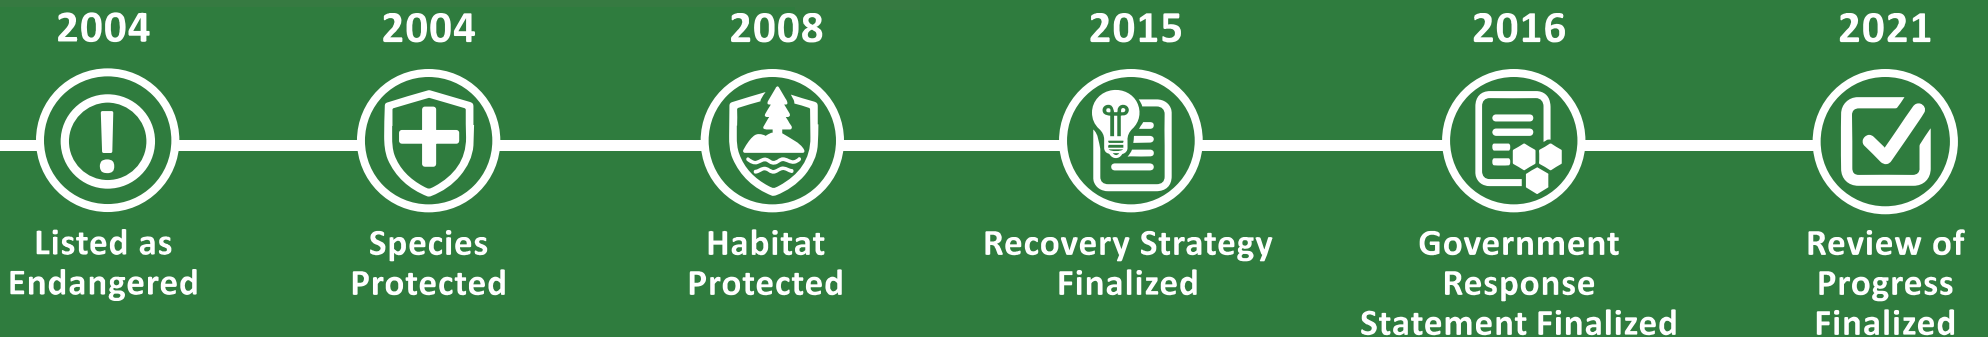 2004
Listed as
Endangered
2004
Species
Protected
2008
Habitat
Protected
2015
Recovery Strategy
Finalized
2016
Government
Response
Statement Finalized
2021
Review of
Progress
Finalized